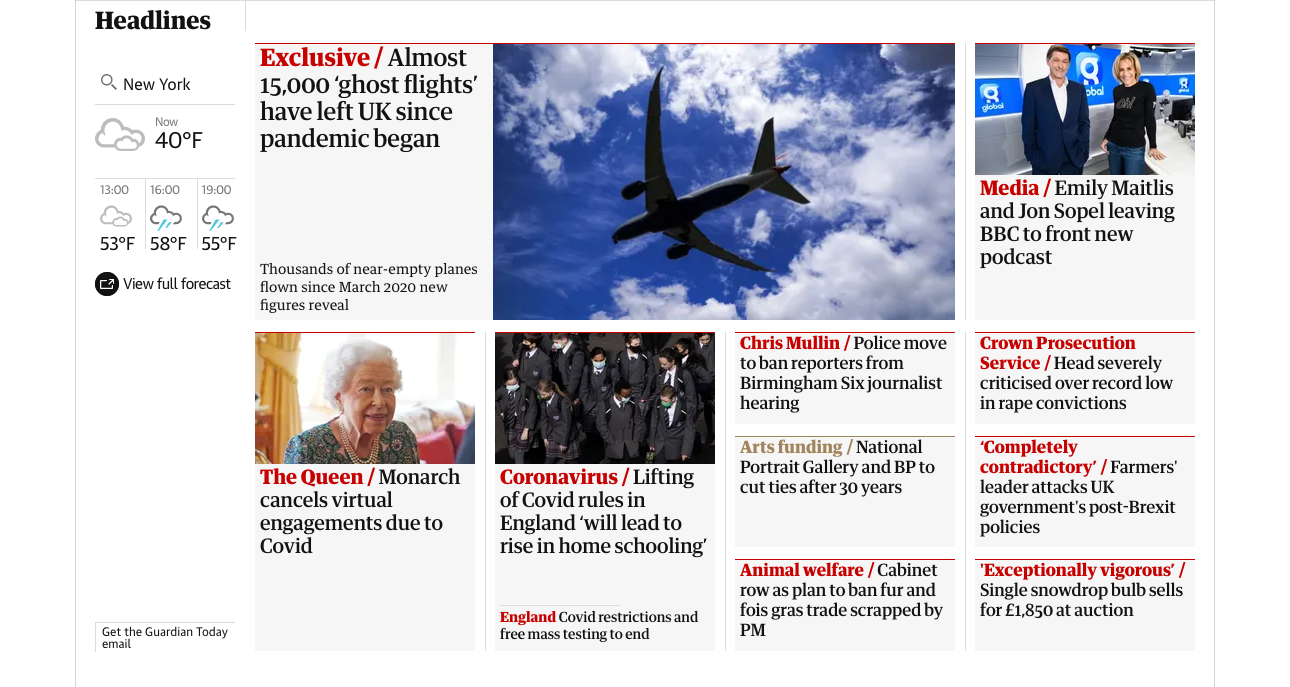 Headlines
New York
Now
40°F
13:00
16:00
19:00
53°F
58°F
55°F
View full forecast
Get the Guardian Today
email
Exclusive / Almost
15,000 ‘ghost flights’
have left UK since
pandemic began
Thousands of near-empty planes
flown since March 2020 new
figures reveal
global
global
Oh!
Media / Emily Maitlis
and Jon Sopel leaving
BBC to front new
podcast
The Queen / Monarch
cancels virtual
engagements due to
Covid
Coronavirus / Lifting
of Covid rules in
England ‘will lead to
rise in home schooling’
England Covid restrictions and
free mass testing to end
Chris Mullin / Police move
to ban reporters from
Birmingham Six journalist
hearing
Arts funding / National
Portrait Gallery and BP to
cut ties after 30 years
Animal welfare / Cabinet
row as plan to ban fur and
fois gras trade scrapped by
PM
Crown Prosecution
Service / Head severely
criticised over record low
in rape convictions
‘Completely
contradictory’ / Farmers'
leader attacks UK
government's post-Brexit
policies
'Exceptionally vigorous’ /
Single snowdrop bulb sells
for £1,850 at auction